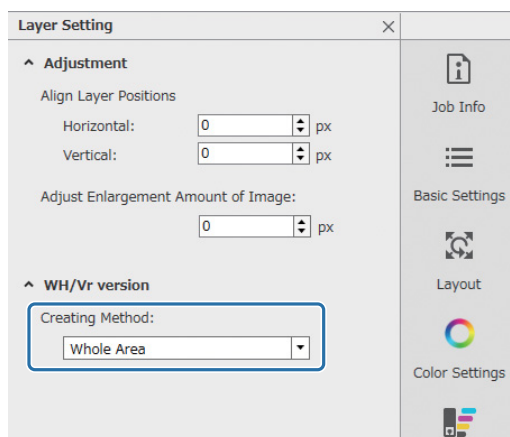 Layer Setting
Adjustment
Align Layer Positions
Horizontal: 0 px
Vertical: 0 px
Adjust Enlargement Amount of Image:
0 px
WH/Vr version
Creating Method:
Whole Area
Job Info
Basic Settings
Layout
Color Settings